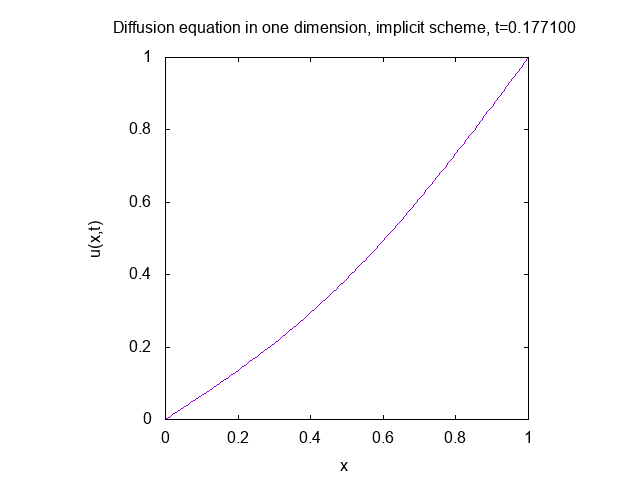 Diffusion equation in one dimension, implicit scheme, t=0.177100
1
0.8
0.6
0.4
0.2
0
u(x,t)
0 0.2 0.4 0.6 0.8 1
x